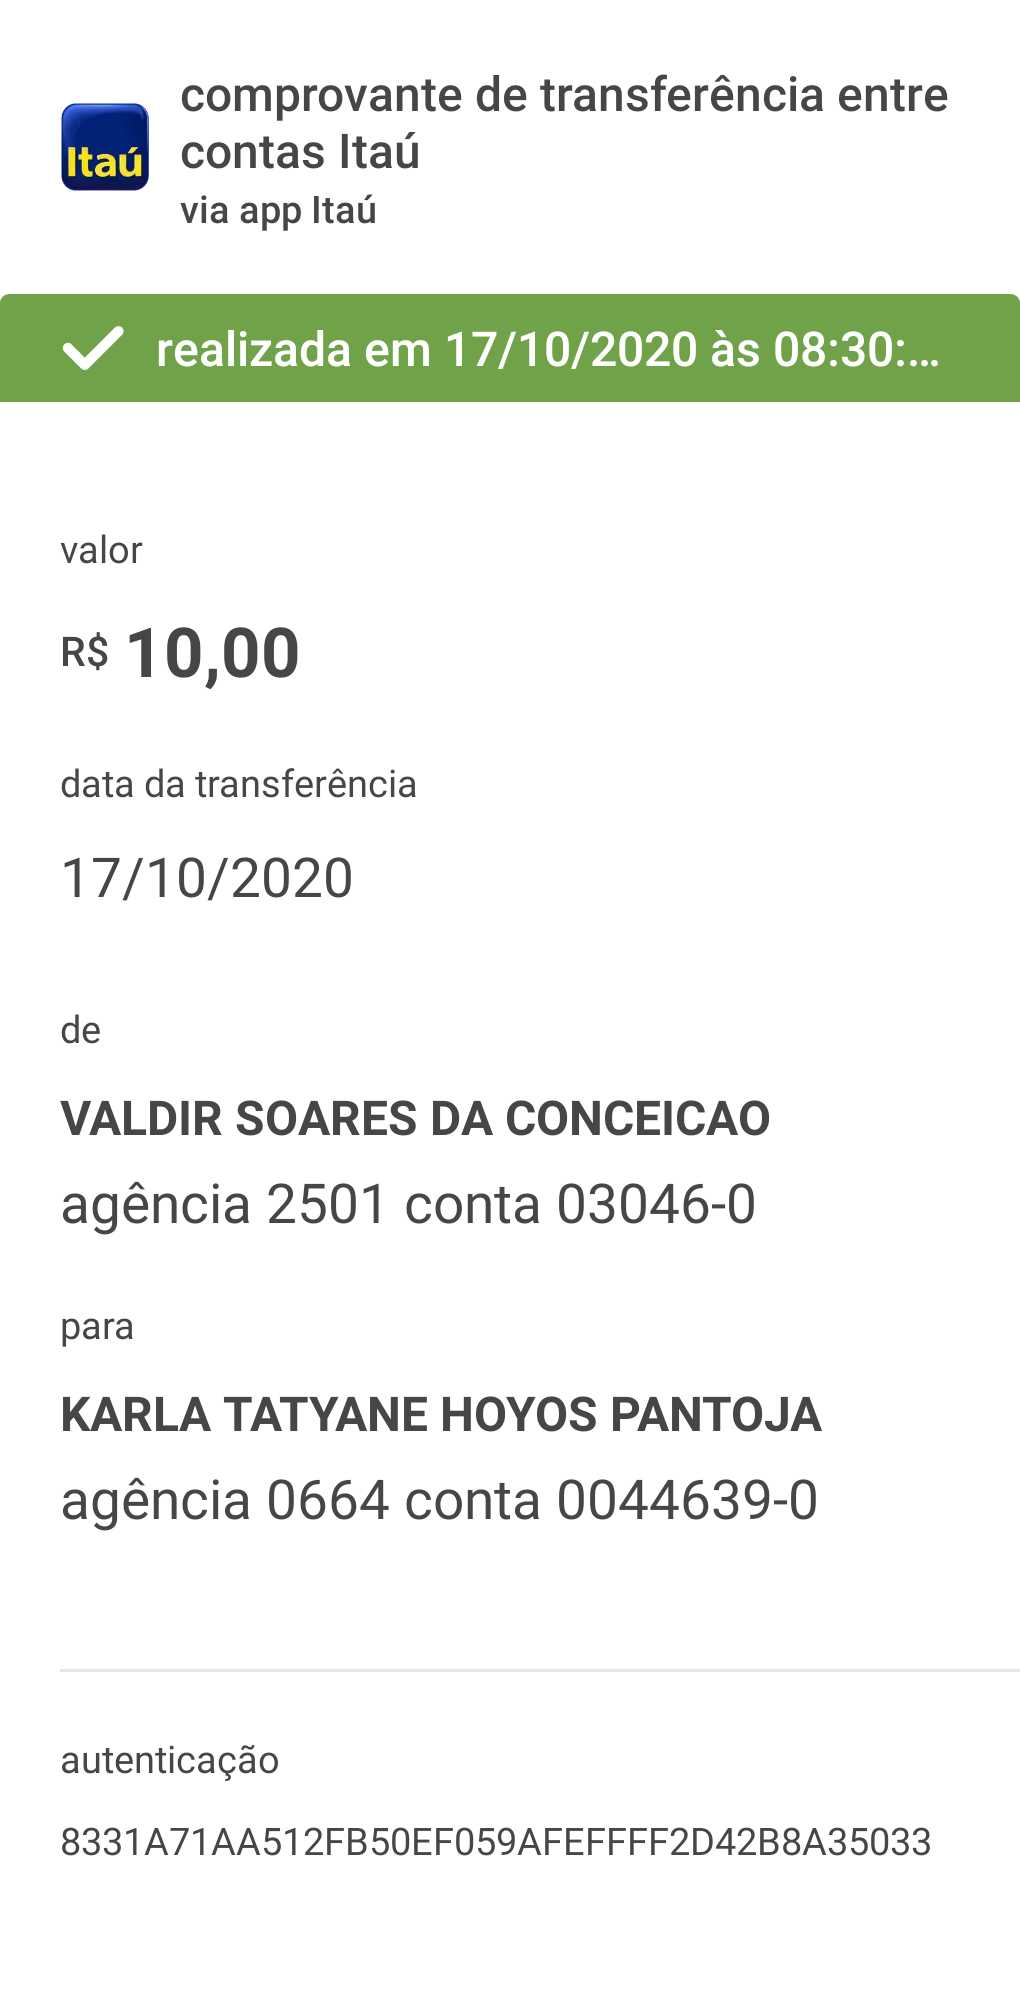 Itaú
comprovante de transferência entre
contas Itaú
via app Itaú
realizada em 17/10/2020 às 08:30:...
valor
R$ 10,00
data da transferência
17/10/2020
de
VALDIR SOARES DA CONCEICAO
agência 2501 conta 03046-0
para
KARLA TATYANE HOYOS PANTOJA
agência 0664 conta 0044639-0
autenticação
8331A71AA512FB50EF059AFEFFFF2D42B8A35033